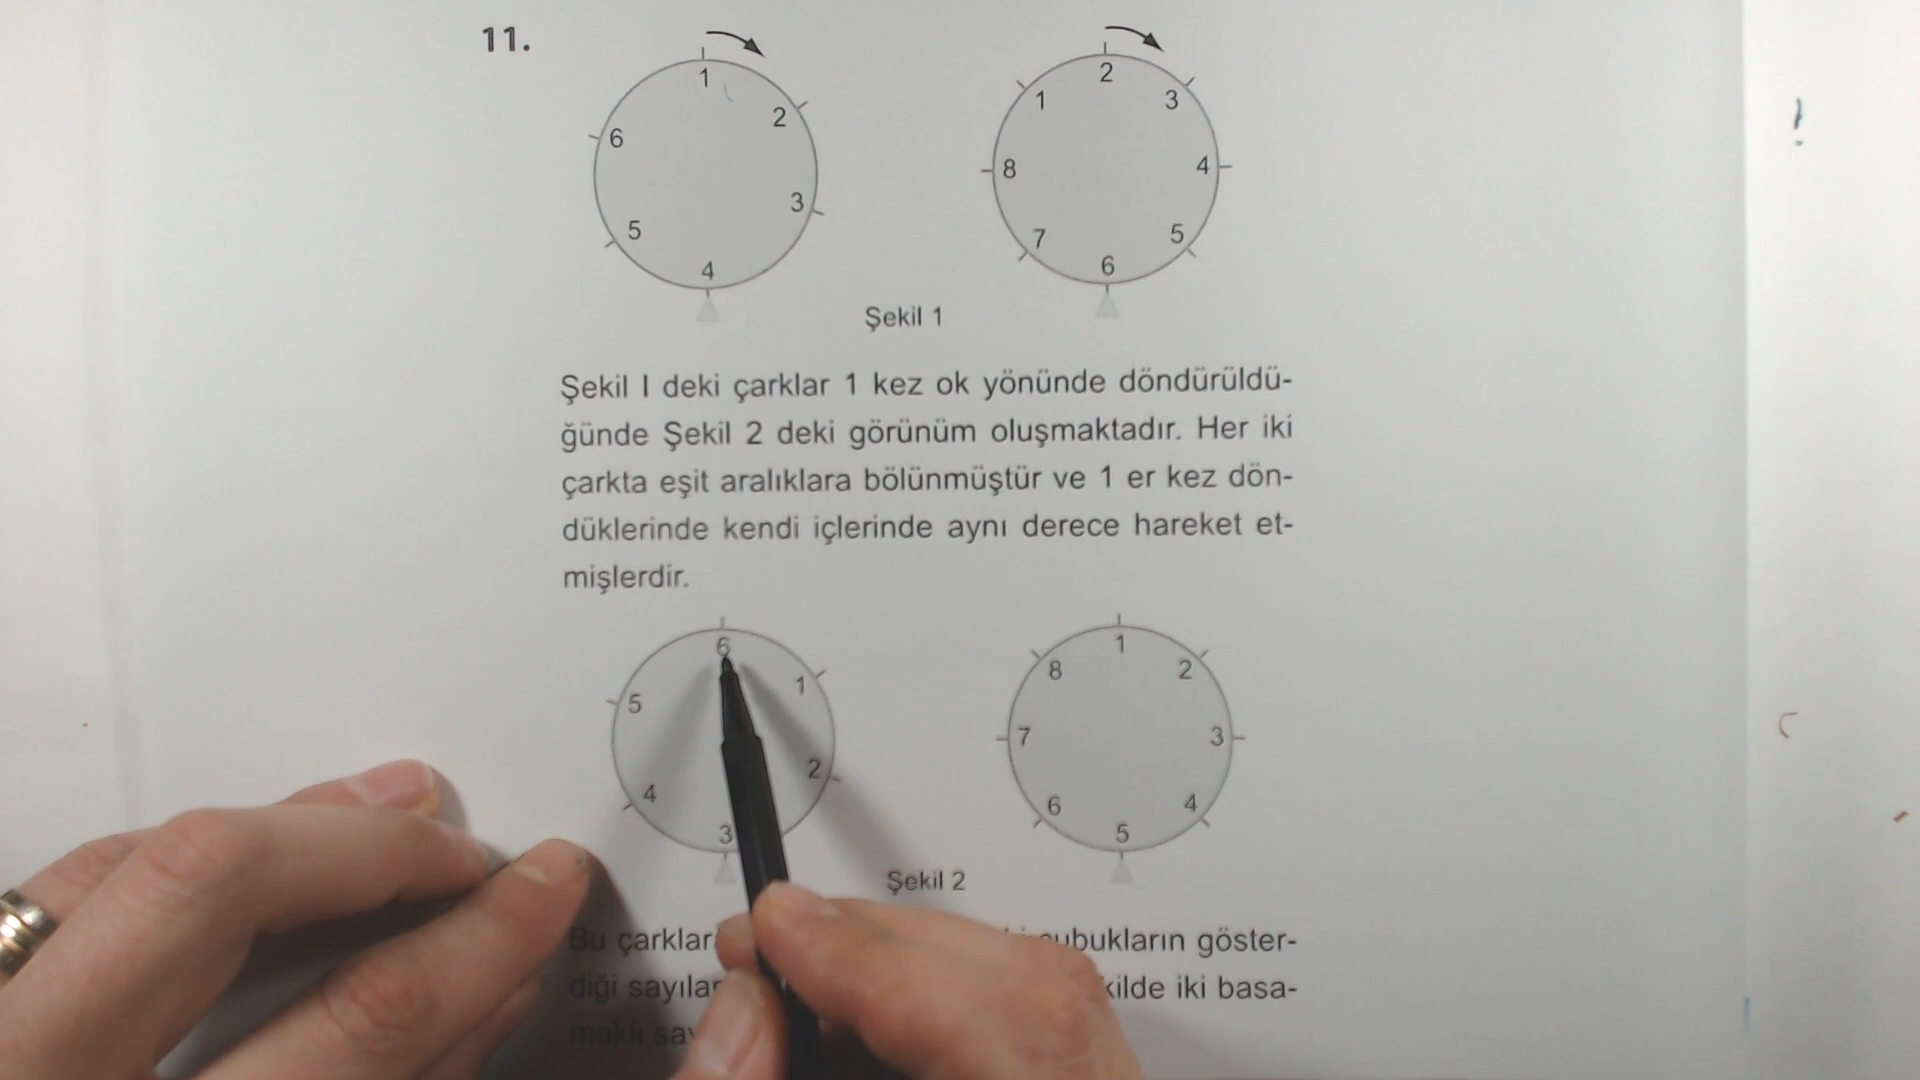 11.
1 2 3 4 5 6
2 3 4 5 6 7 8 1
Şekil 1
Şekil I deki çarklar 1 kez ok yönünde döndürüldü-
ğünde Şekil 2 deki görünüm oluşmaktadır. Her iki
çarkta eşit aralıklara bölünmüştür ve 1 er kez dön-
düklerinde kendi içlerinde aynı derece hareket et-
mişlerdir.
6 1 2 3 4 5
1 2 3 4 5 6 7 8
Şekil 2
Bu çubukların göster-
diği iki basa-